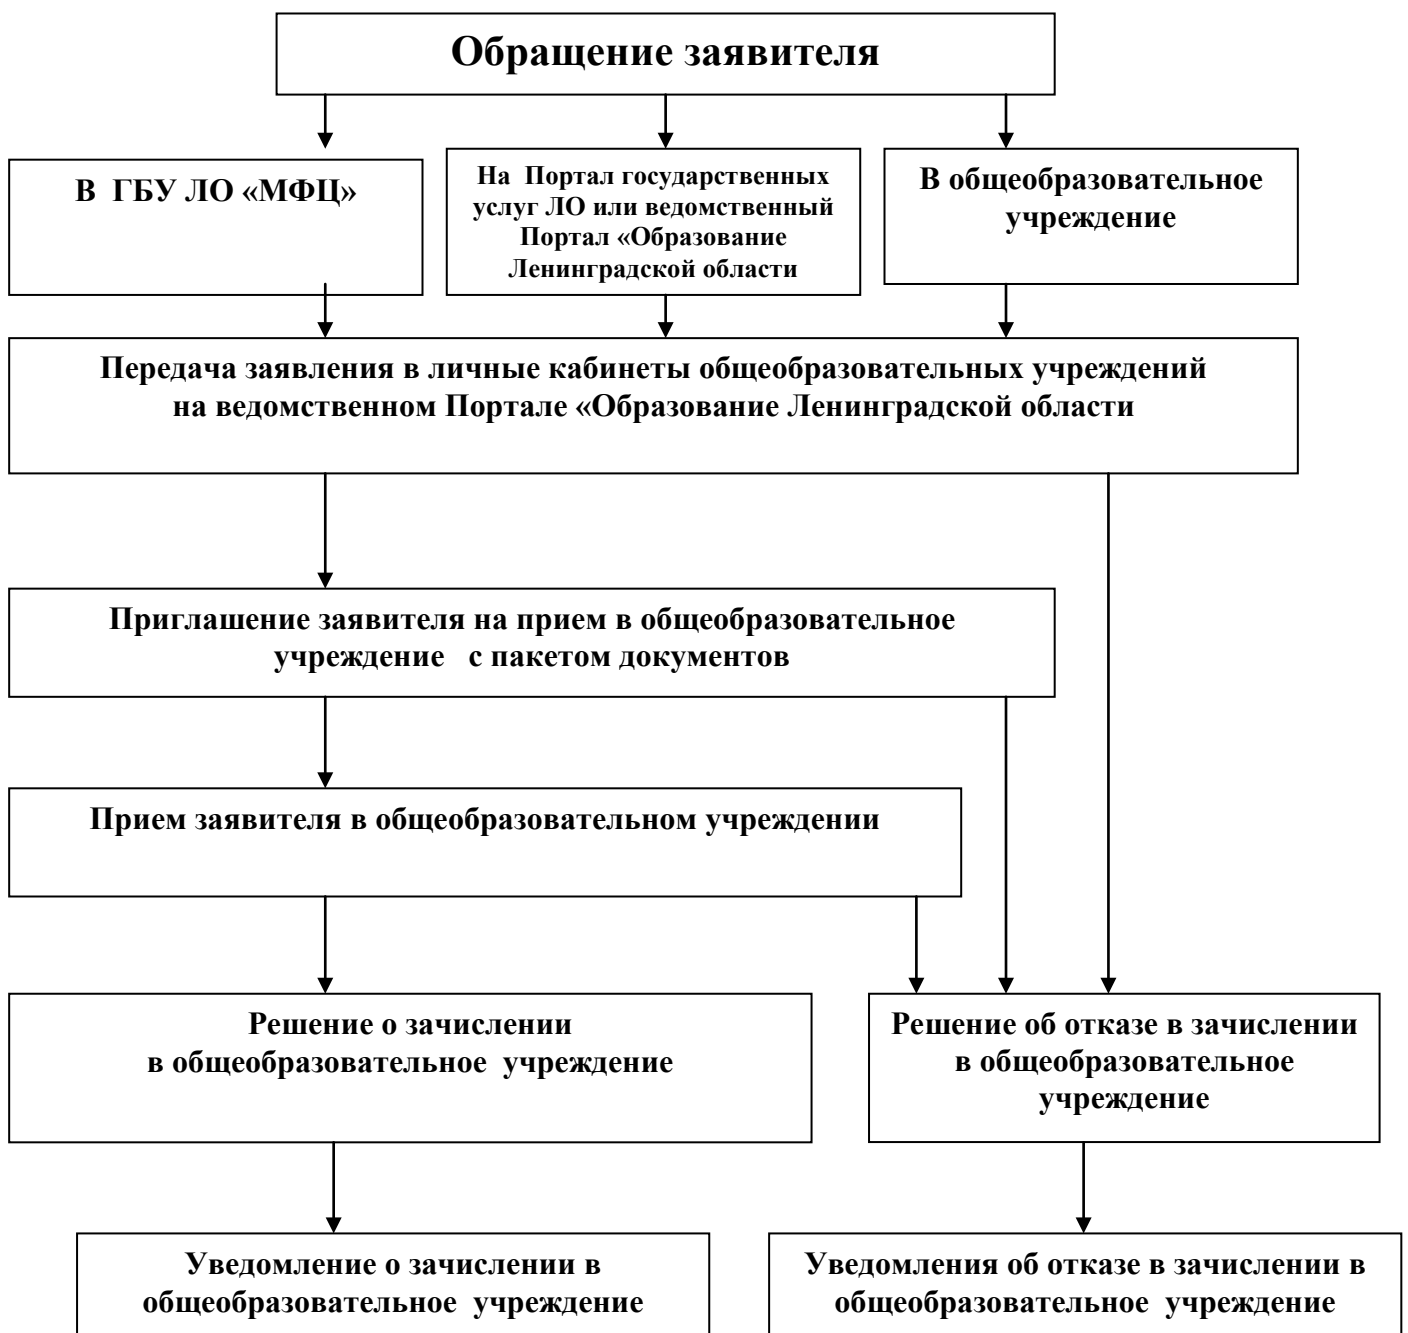 Обращение заявителя
В ГБУ ЛО «МФЦ»
На Портал государственных
услуг ЛО или ведомственный
Портал «Образование
Ленинградской области
В общеобразовательное
учреждение
Передача заявления в личные кабинеты общеобразовательных учреждений
на ведомственном Портале «Образование Ленинградской области
Приглашение заявителя на прием в общеобразовательное
учреждение с пакетом документов
Прием заявителя в общеобразовательном учреждении
Решение о зачислении
в общеобразовательное учреждение
Решение об отказе в зачислении
в общеобразовательное
учреждение
Уведомление о зачислении в
общеобразовательное учреждение
Уведомления об отказе в зачислении в
общеобразовательное учреждение